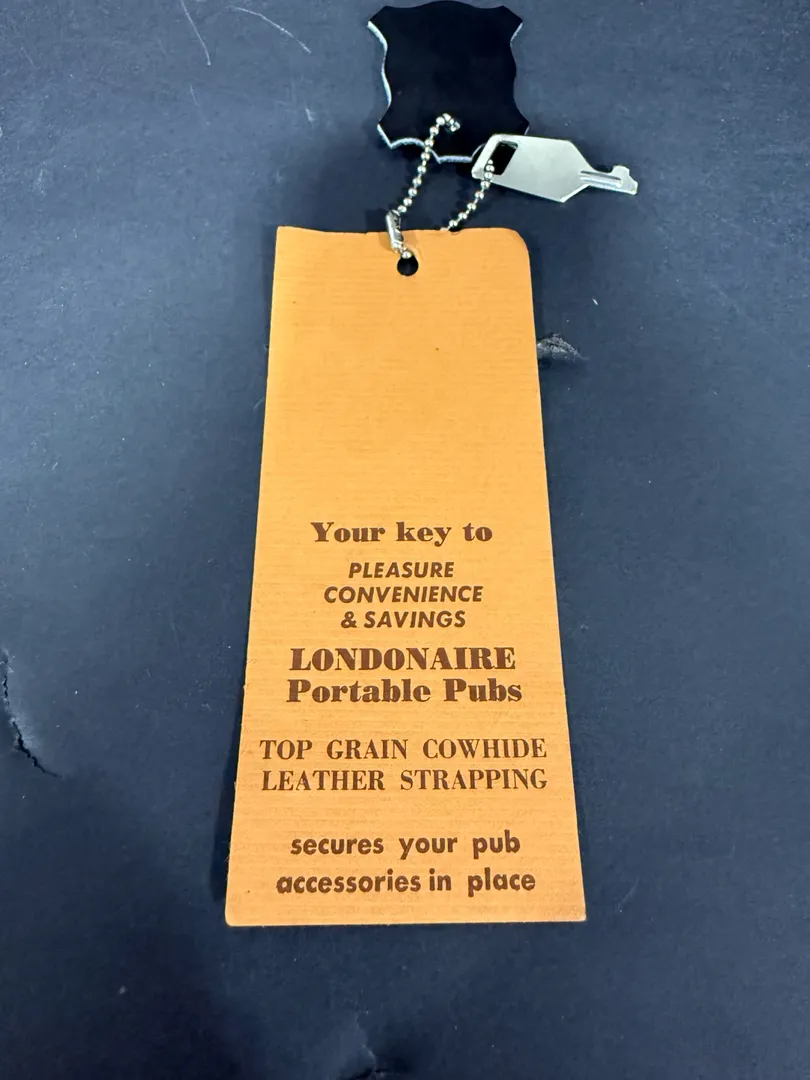 Your key to
PLEASURE
CONVENIENCE
& SAVINGS
LONDONAIRE
Portable Pubs
TOP GRAIN COWHIDE
LEATHER STRAPPING
secures your pub
accessories in place